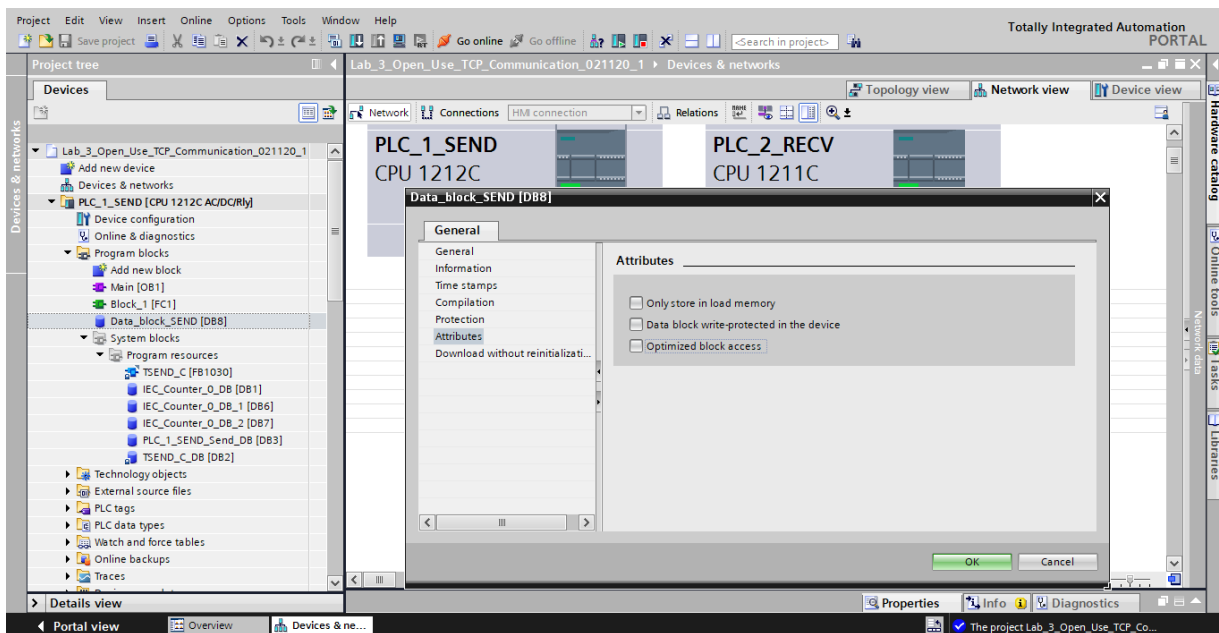 Project Edit View Insert Online Options Tools Window Help
Totally Integrated Automation
PORTAL
Save project Go online Go offline <Search in project>
Project tree
Lab_3_Open_Use_TCP_Communication_021120_1 Devices & networks
Devices
Topology view Network view Device view
Network Connections HMI connection Relations
Lab_3_Open_Use_TCP_Communication_021120_1
Add new device
Devices & networks
PLC_1_SEND [CPU 1212C AC/DC/Rly]
Device configuration
Online & diagnostics
Program blocks
Add new block
Main [OB1]
Block_1 [FC1]
Data_block_SEND [DB8]
System blocks
Program resources
TSEND_C [FB1030]
IEC_Counter_0_DB [DB1]
IEC_Counter_0_DB_1 [DB6]
IEC_Counter_0_DB_2 [DB7]
PLC_1_SEND_Send_DB [DB3]
TSEND_C_DB [DB2]
Technology objects
External source files
PLC tags
PLC data types
Watch and force tables
Online backups
Traces
Details view
PLC_1_SEND
CPU 1212C
PLC_2_RECV
CPU 1211C
Data_block_SEND [DB8]
General
General
Information
Time stamps
Compilation
Protection
Attributes
Download without reinitializati...
Attributes
Only store in load memory
Data block write-protected in the device
Optimized block access
OK Cancel
Properties Info Diagnostics
Portal view Overview Devices & ne...
The project Lab_3_Open_Use_TCP_Co...
Devices & networks
Hardware catalog
Online tools
Tasks
Libraries
Network data